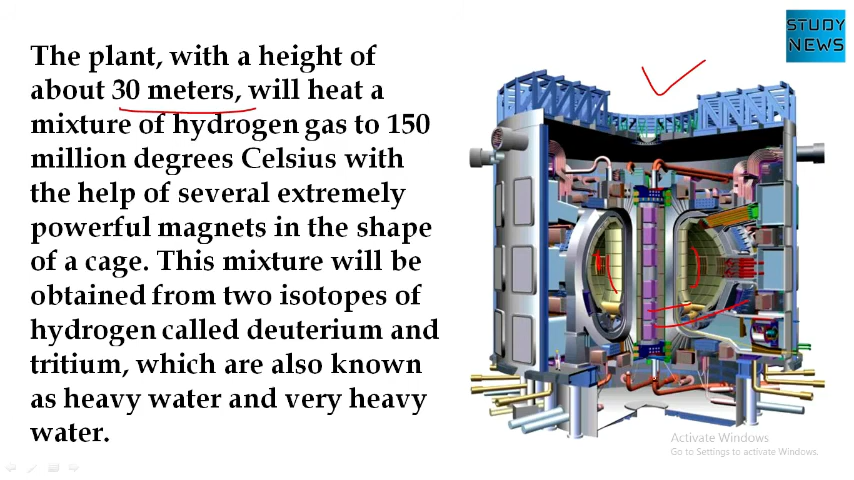 The plant, with a height of
about 30 meters, will heat a
mixture of hydrogen gas to 150
million degrees Celsius with
the help of several extremely
powerful magnets in the shape
of a cage. This mixture will be
obtained from two isotopes of
hydrogen called deuterium and
tritium, which are also known
as heavy water and very heavy
water.
STUDY
NEWS
Activate Windows
Go to Settings to activate Windows.